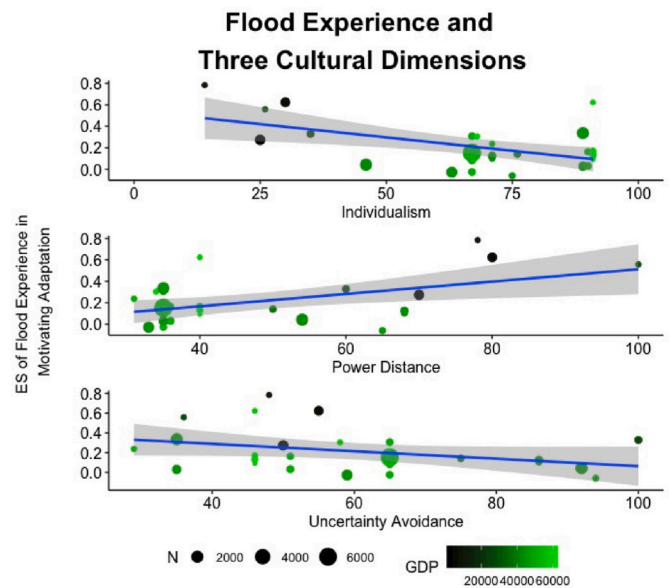 Flood Experience and
Three Cultural Dimensions
0.8
0.6
0.4
0.2
0.0
0 25 50 75 100
Individualism
ES of Flood Experience in
Motivating Adaptation
0.8
0.6
0.4
0.2
0.0
40 60 80 100
Power Distance
0.8
0.6
0.4
0.2
0.0
40 60 80 100
Uncertainty Avoidance
N 2000 4000 6000
GDP
20000 40000 60000